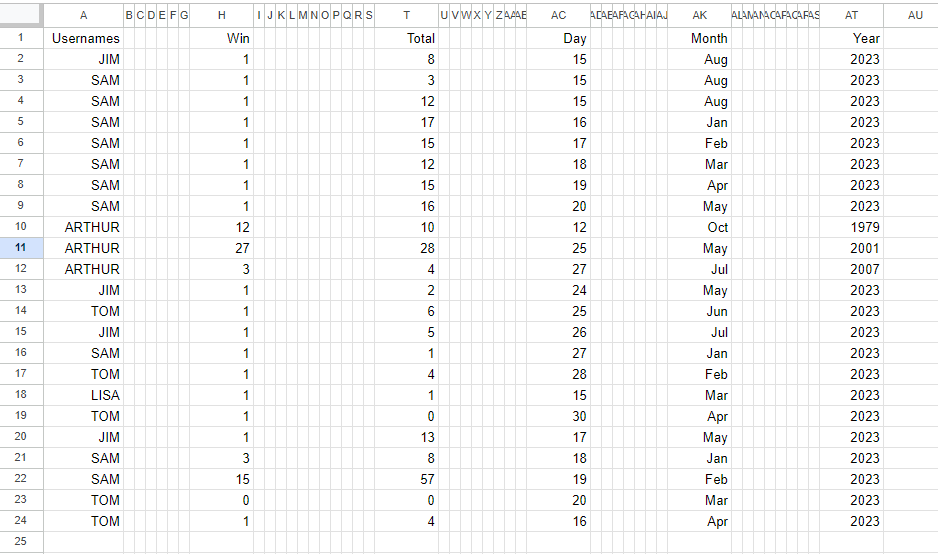 A B C D E F G H I J K L M N O P Q R S T U V W X Y Z AA AB AC AD AE AF AG AH AI AJ AK AL AM AN AO AP AQ AR AS AT AU
1 Usernames Win Total Day Month Year
2 JIM 1 8 15 Aug 2023
3 SAM 1 3 15 Aug 2023
4 SAM 1 12 15 Aug 2023
5 SAM 1 17 16 Jan 2023
6 SAM 1 15 17 Feb 2023
7 SAM 1 12 18 Mar 2023
8 SAM 1 15 19 Apr 2023
9 SAM 1 16 20 May 2023
10 ARTHUR 12 10 12 Oct 1979
11 ARTHUR 27 28 25 May 2001
12 ARTHUR 3 4 27 Jul 2007
13 JIM 1 2 24 May 2023
14 TOM 1 6 25 Jun 2023
15 JIM 1 5 26 Jul 2023
16 SAM 1 1 27 Jan 2023
17 TOM 1 4 28 Feb 2023
18 LISA 1 1 15 Mar 2023
19 TOM 1 0 30 Apr 2023
20 JIM 1 13 17 May 2023
21 SAM 3 8 18 Jan 2023
22 SAM 15 57 19 Feb 2023
23 TOM 0 0 20 Mar 2023
24 TOM 1 4 16 Apr 2023
25